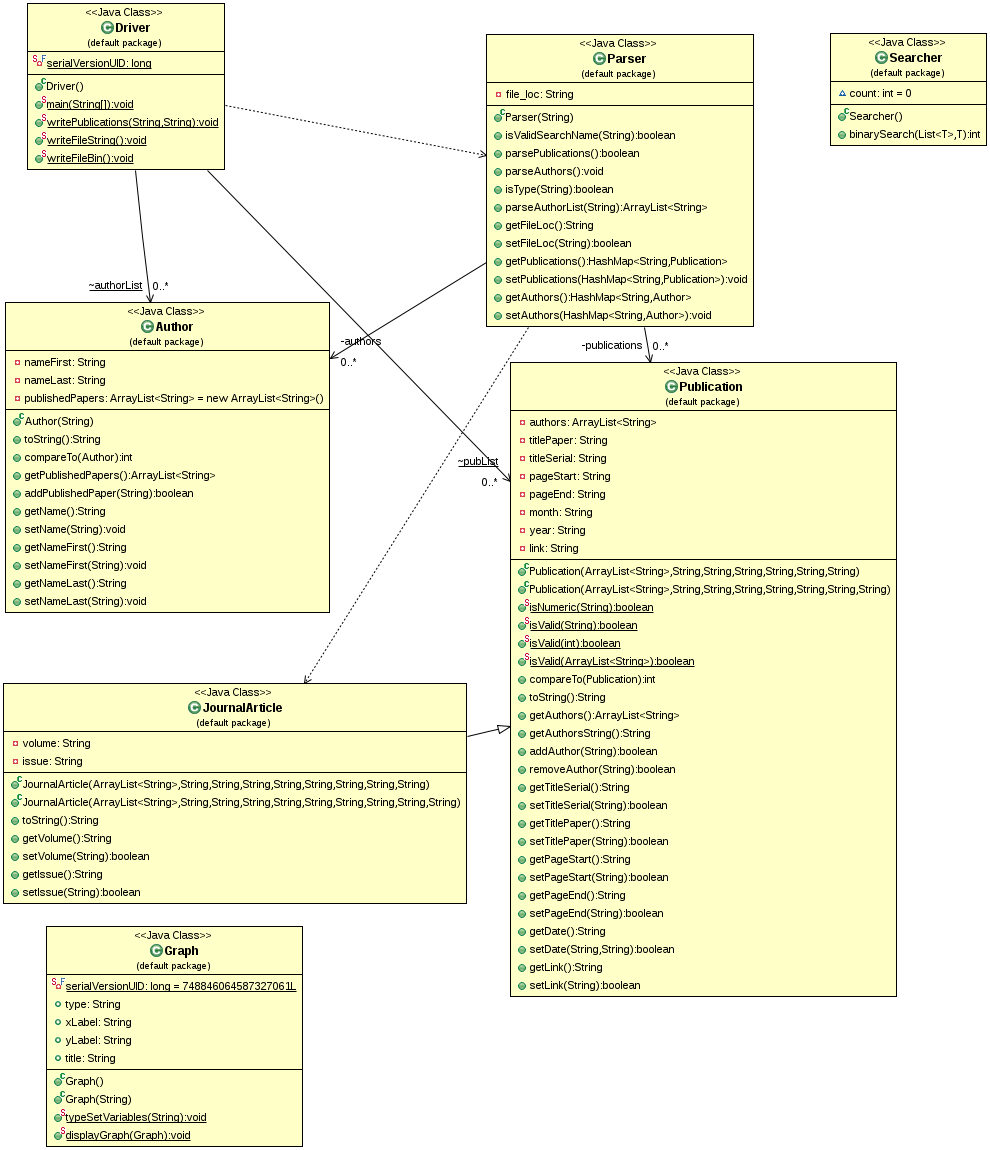 <<Java Class>>
Driver
(default package)
serialVersionUID: long
Driver()
main(String[]):void
writePublications(String,String):void
writeFileString():void
writeFileBin():void
<<Java Class>>
Parser
(default package)
file_loc: String
Parser(String)
isValidSearchName(String):boolean
parsePublications():boolean
parseAuthors():void
isType(String):boolean
parseAuthorList(String):ArrayList<String>
getFileLoc():String
setFileLoc(String):boolean
getPublications():HashMap<String,Publication>
setPublications(HashMap<String,Publication>):void
getAuthors():HashMap<String,Author>
setAuthors(HashMap<String,Author>):void
<<Java Class>>
Searcher
(default package)
count: int = 0
Searcher()
binarySearch(List<T>,T):int
~authorList 0..*
-authors
0..*
-publications 0..*
~pubList
0..*
<<Java Class>>
Author
(default package)
nameFirst: String
nameLast: String
publishedPapers: ArrayList<String> = new ArrayList<String>()
Author(String)
toString():String
compareTo(Author):int
getPublishedPapers():ArrayList<String>
addPublishedPaper(String):boolean
getName():String
setName(String):void
getNameFirst():String
setNameFirst(String):void
getNameLast():String
setNameLast(String):void
<<Java Class>>
Publication
(default package)
authors: ArrayList<String>
titlePaper: String
titleSerial: String
pageStart: String
pageEnd: String
month: String
year: String
link: String
Publication(ArrayList<String>,String,String,String,String,String,String)
Publication(ArrayList<String>,String,String,String,String,String,String,String)
isNumeric(String):boolean
isValid(String):boolean
isValid(int):boolean
isValid(ArrayList<String>):boolean
compareTo(Publication):int
toString():String
getAuthors():ArrayList<String>
getAuthorsString():String
addAuthor(String):boolean
removeAuthor(String):boolean
getTitleSerial():String
setTitleSerial(String):boolean
getTitlePaper():String
setTitlePaper(String):boolean
getPageStart():String
setPageStart(String):boolean
getPageEnd():String
setPageEnd(String):boolean
getDate():String
setDate(String,String):boolean
getLink():String
setLink(String):boolean
<<Java Class>>
JournalArticle
(default package)
volume: String
issue: String
JournalArticle(ArrayList<String>,String,String,String,String,String,String,String,String)
JournalArticle(ArrayList<String>,String,String,String,String,String,String,String,String,String)
toString():String
getVolume():String
setVolume(String):boolean
getIssue():String
setIssue(String):boolean
<<Java Class>>
Graph
(default package)
serialVersionUID: long = 748846064587327061L
type: String
xLabel: String
yLabel: String
title: String
Graph()
Graph(String)
typeSetVariables(String):void
displayGraph(Graph):void